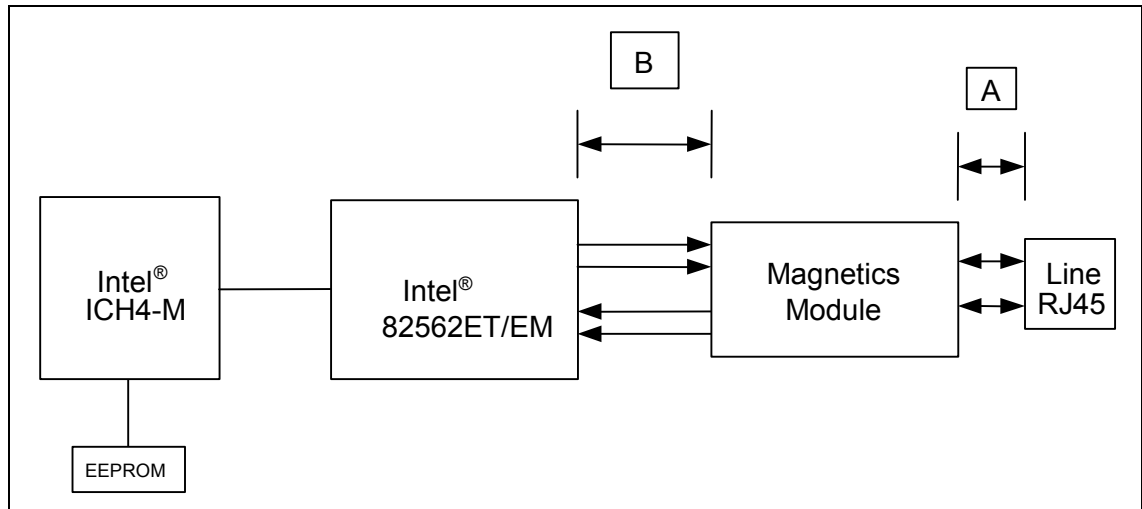 B
A
Intel®
ICH4-M
Intel®
82562ET/EM
Magnetics
Module
Line
RJ45
EEPROM